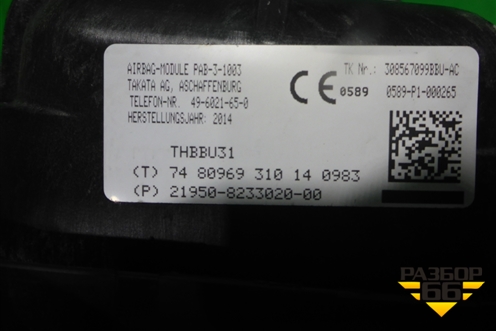 AIRBAG-MODULE PAB-3-1003
TAKATA AG, ASCHAFFENBURG
TELEFON-NR. 49-6021-65-0
HERSTELLUNGSJAHR: 2014
CE 0589
TK Nr.: 308567099BBU-AC
0589-P1-000265
THBBU31
(T) 74 80969 310 14 0983
(P) 21950-8233020-00
РАЗБОР
66